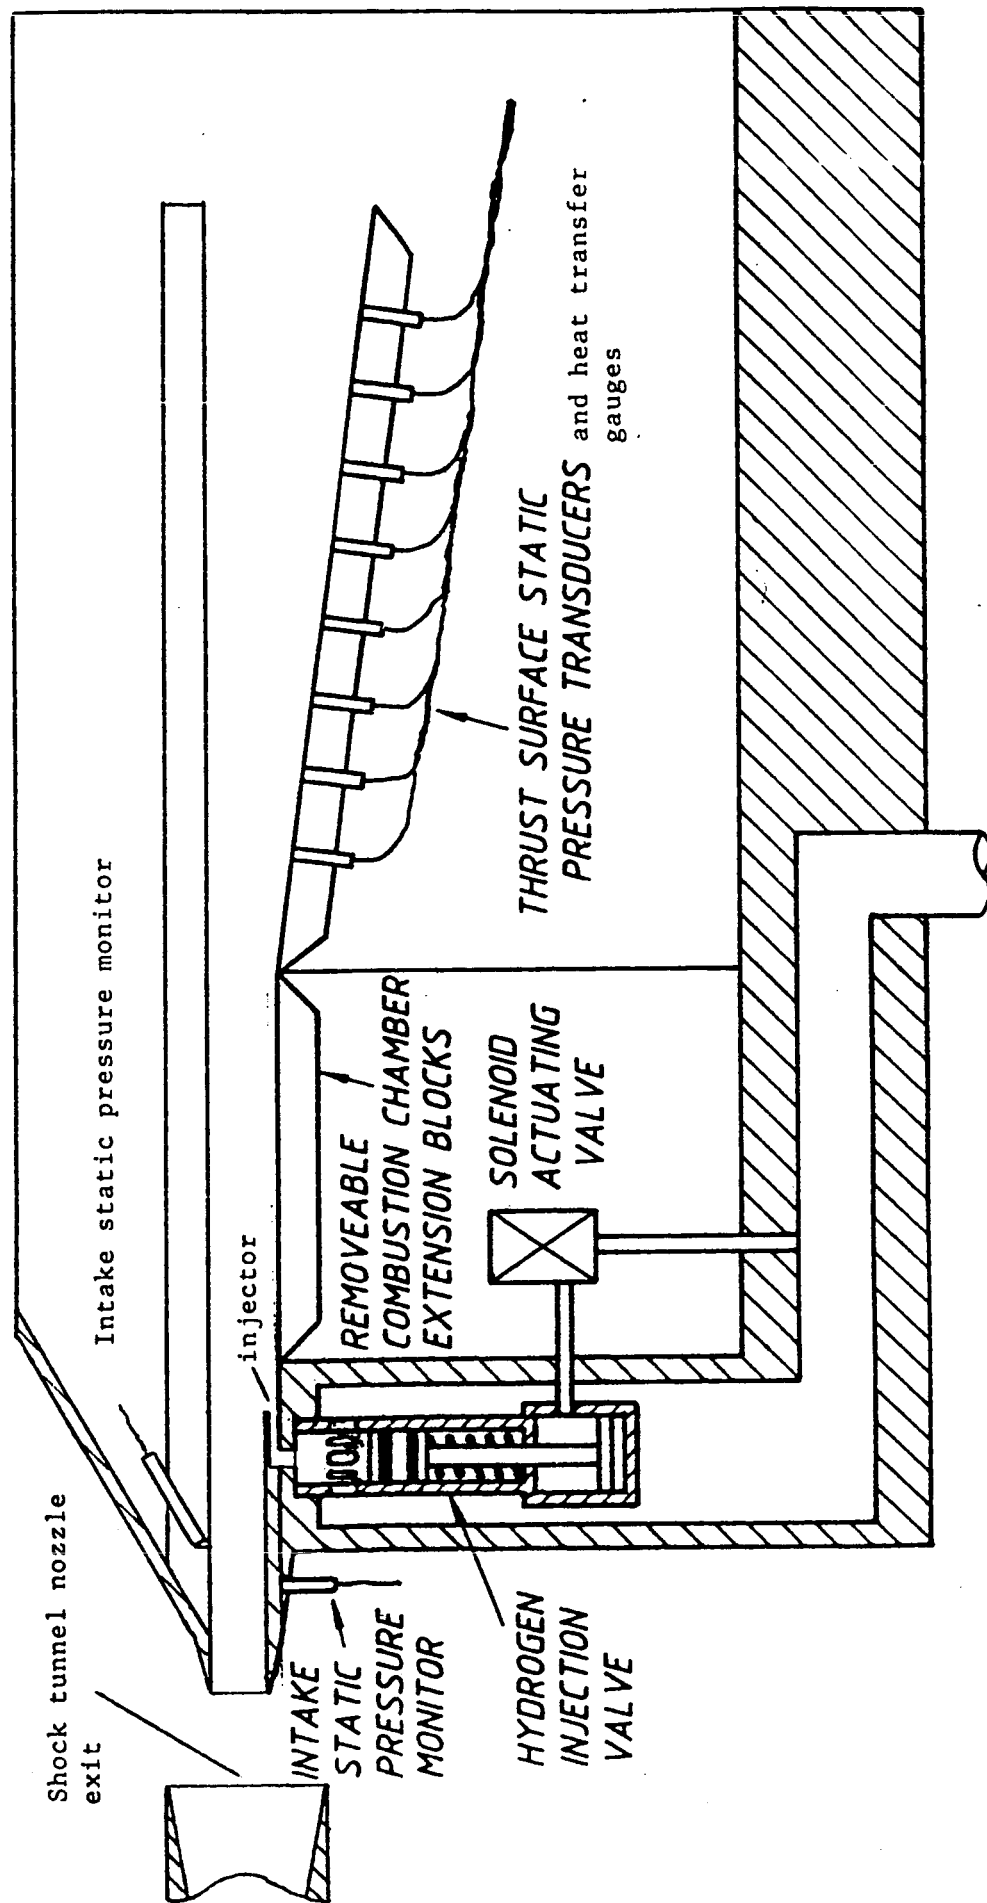 Shock tunnel nozzle
exit
Intake static pressure monitor
injector
INTAKE
STATIC
PRESSURE
MONITOR
HYDROGEN
INJECTION
VALVE
REMOVEABLE
COMBUSTION CHAMBER
EXTENSION BLOCKS
SOLENOID
ACTUATING
VALVE
THRUST SURFACE STATIC
PRESSURE TRANSDUCERS and heat transfer
gauges